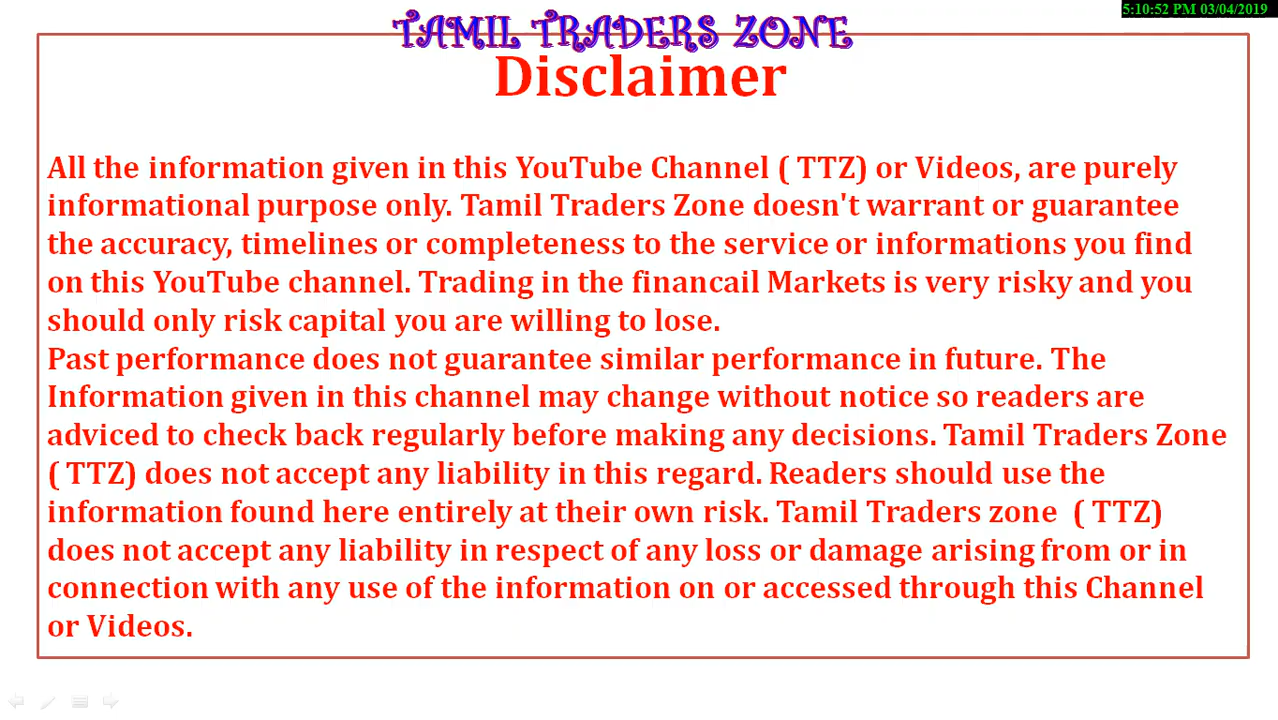 5:10:52 PM 03/04/2019
TAMIL TRADERS ZONE
Disclaimer
All the information given in this YouTube Channel ( TTZ) or Videos, are purely
informational purpose only. Tamil Traders Zone doesn't warrant or guarantee
the accuracy, timelines or completeness to the service or informations you find
on this YouTube channel. Trading in the financail Markets is very risky and you
should only risk capital you are willing to lose.
Past performance does not guarantee similar performance in future. The
Information given in this channel may change without notice so readers are
adviced to check back regularly before making any decisions. Tamil Traders Zone
( TTZ) does not accept any liability in this regard. Readers should use the
information found here entirely at their own risk. Tamil Traders zone  ( TTZ)
does not accept any liability in respect of any loss or damage arising from or in
connection with any use of the information on or accessed through this Channel
or Videos.